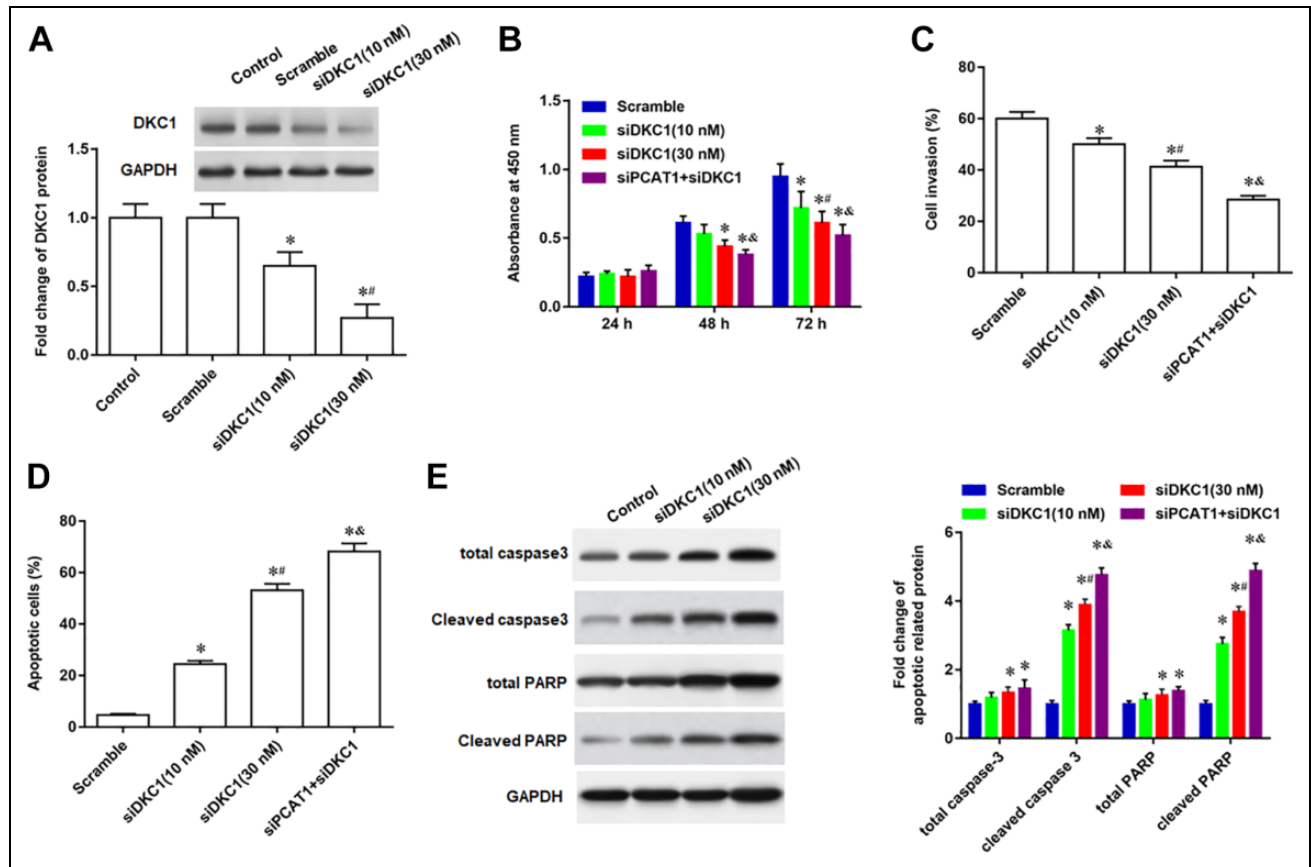 A
Control
Scramble
siDKC1(10 nM)
siDKC1(30 nM)
DKC1
GAPDH
Fold change of DKC1 protein
1.5
1.0
0.5
0.0
*
*#
Control
Scramble
siDKC1(10 nM)
siDKC1(30 nM)
B
Scramble
siDKC1(10 nM)
siDKC1(30 nM)
siPCAT1+siDKC1
Absorbance at 450 nm
1.5
1.0
0.5
0.0
*
*&
*
*#
*&
24 h
48 h
72 h
C
Cell invasion (%)
80
60
40
20
0
*
*#
*&
Scramble
siDKC1(10 nM)
siDKC1(30 nM)
siPCAT1+siDKC1
D
Apoptotic cells (%)
80
60
40
20
0
*
*#
*&
Scramble
siDKC1(10 nM)
siDKC1(30 nM)
siPCAT1+siDKC1
E
Control
siDKC1(10 nM)
siDKC1(30 nM)
total caspase3
Cleaved caspase3
total PARP
Cleaved PARP
GAPDH
Scramble
siDKC1(10 nM)
siDKC1(30 nM)
siPCAT1+siDKC1
Fold change of
apoptotic related protein
6
4
2
0
*
*
*
*#
*&
*
*
*
*#
*&
total caspase-3
cleaved caspase 3
total PARP
cleaved PARP